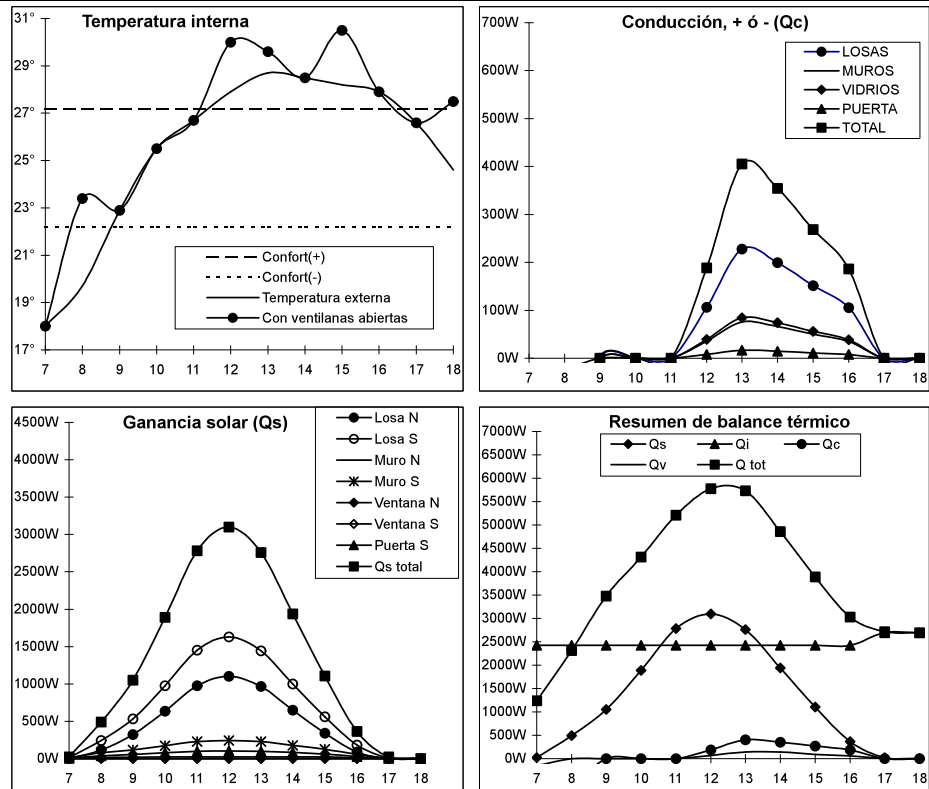 Temperatura interna
31°
29°
27°
25°
23°
21°
19°
17°
7 8 9 10 11 12 13 14 15 16 17 18
Confort(+)
Confort(-)
Temperatura externa
Con ventilanas abiertas
Conducción, + ó - (Qc)
700W
600W
500W
400W
300W
200W
100W
0W
7 8 9 10 11 12 13 14 15 16 17 18
LOSAS
MUROS
VIDRIOS
PUERTA
TOTAL
Ganancia solar (Qs)
4500W
4000W
3500W
3000W
2500W
2000W
1500W
1000W
500W
0W
7 8 9 10 11 12 13 14 15 16 17 18
Losa N
Losa S
Muro N
Muro S
Ventana N
Ventana S
Puerta S
Qs total
Resumen de balance térmico
Qs Qi Qc
Qv Q tot
7000W
6500W
6000W
5500W
5000W
4500W
4000W
3500W
3000W
2500W
2000W
1500W
1000W
500W
0W
7 8 9 10 11 12 13 14 15 16 17 18